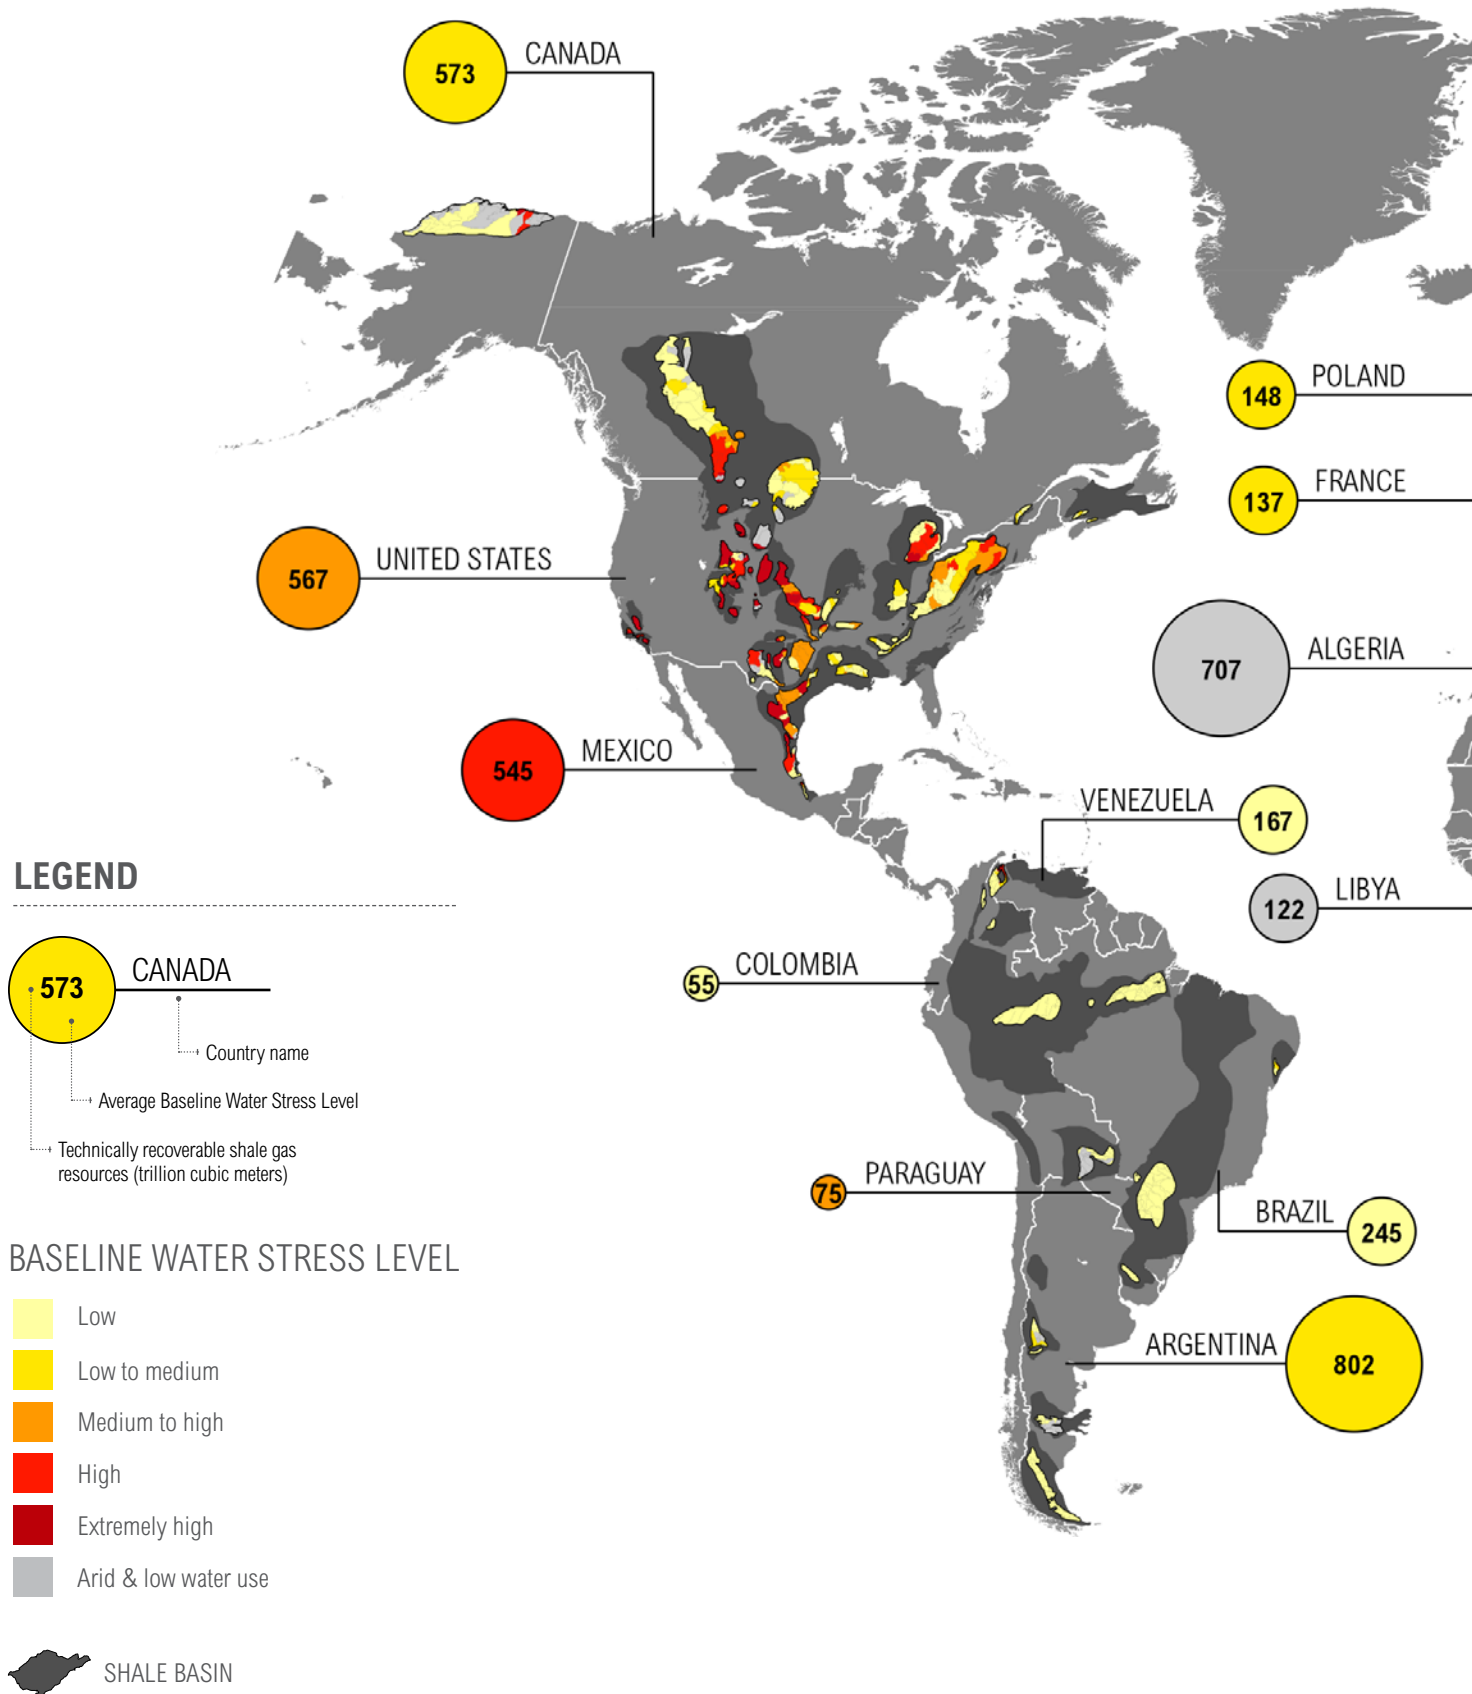 573
CANADA
POLAND
148
FRANCE
137
UNITED STATES
567
ALGERIA
707
MEXICO
545
VENEZUELA
167
LIBYA
122
COLOMBIA
55
PARAGUAY
75
BRAZIL
245
ARGENTINA
802
LEGEND
573
CANADA
Country name
Average Baseline Water Stress Level
Technically recoverable shale gas
resources (trillion cubic meters)
BASELINE WATER STRESS LEVEL
Low
Low to medium
Medium to high
High
Extremely high
Arid & low water use
SHALE BASIN